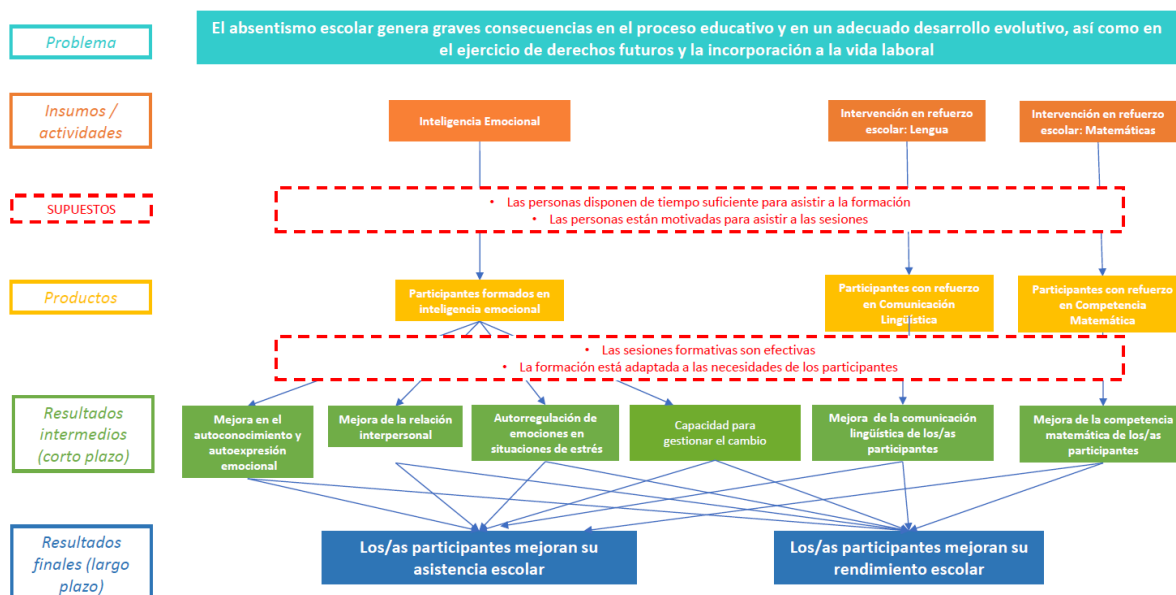 Problema
El absentismo escolar genera graves consecuencias en el proceso educativo y en un adecuado desarrollo evolutivo, así como en
el ejercicio de derechos futuros y la incorporación a la vida laboral
Insumos /
actividades
Inteligencia Emocional
Intervención en refuerzo
escolar: Lengua
Intervención en refuerzo
escolar: Matemáticas
SUPUESTOS
• Las personas disponen de tiempo suficiente para asistir a la formación
• Las personas están motivadas para asistir a las sesiones
Productos
Participantes formados en
inteligencia emocional
Participantes con refuerzo
en Comunicación
Lingüística
Participantes con refuerzo
en Competencia
Matemática
• Las sesiones formativas son efectivas
• La formación está adaptada a las necesidades de los participantes
Resultados
intermedios
(corto plazo)
Mejora en el
autoconocimiento y
autoexpresión
emocional
Mejora de la relación
interpersonal
Autorregulación de
emociones en
situaciones de estrés
Capacidad para
gestionar el cambio
Mejora de la comunicación
lingüística de los/as
participantes
Mejora de la competencia
matemática de los/as
participantes
Resultados
finales (largo
plazo)
Los/as participantes mejoran su
asistencia escolar
Los/as participantes mejoran su
rendimiento escolar